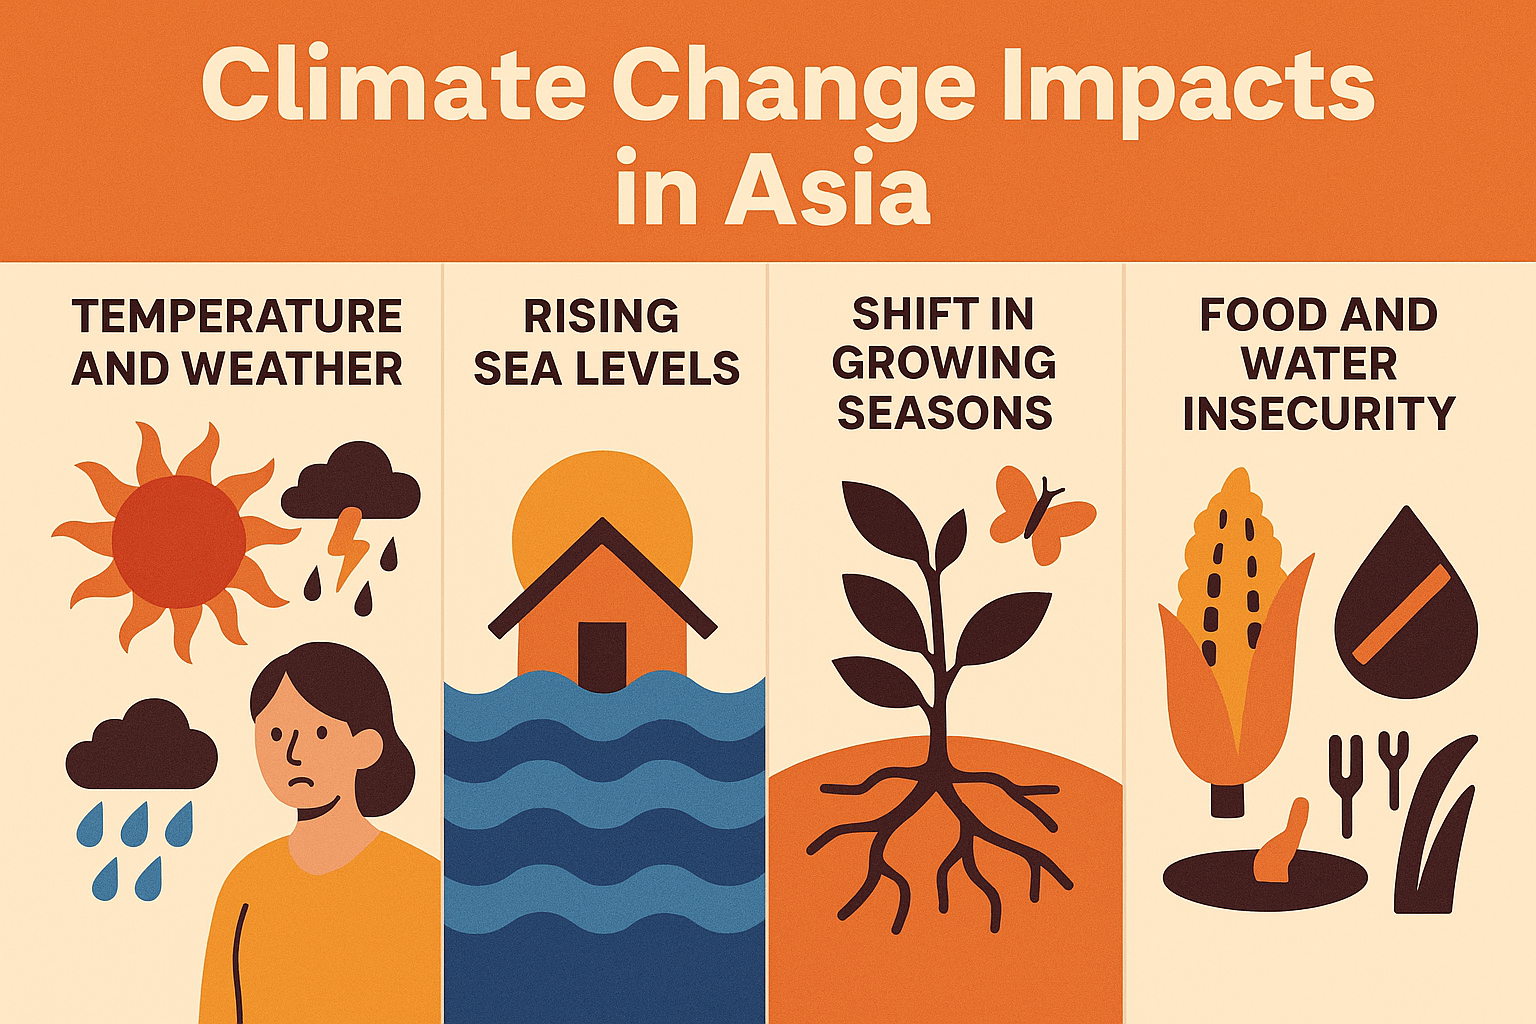 Climate Change Impacts
in Asia
TEMPERATURE
AND WEATHER
RISING
SEA LEVELS
SHIFT IN
GROWING
SEASONS
FOOD AND
WATER
INSECURITY